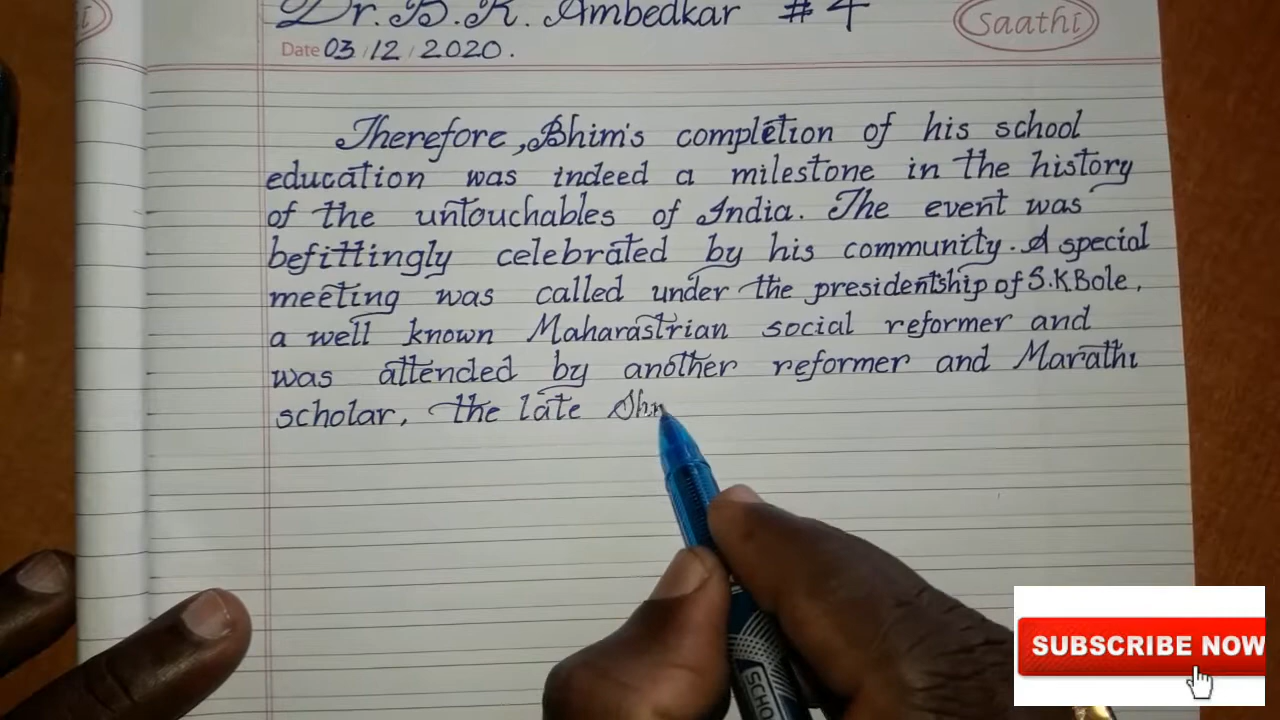 Dr. B. R. Ambedkar # 4
Saathi
Date 03/12/2020.
Therefore, Bhim's completion of his school
education was indeed a milestone in the history
of the untouchables of India. The event was
befittingly celebrated by his community. A special
meeting was called under the presidentship of S.K Bole,
a well known Maharastrian social reformer and
was attended by another reformer and Marathi
scholar, the late
SCHO
SUBSCRIBE NOW